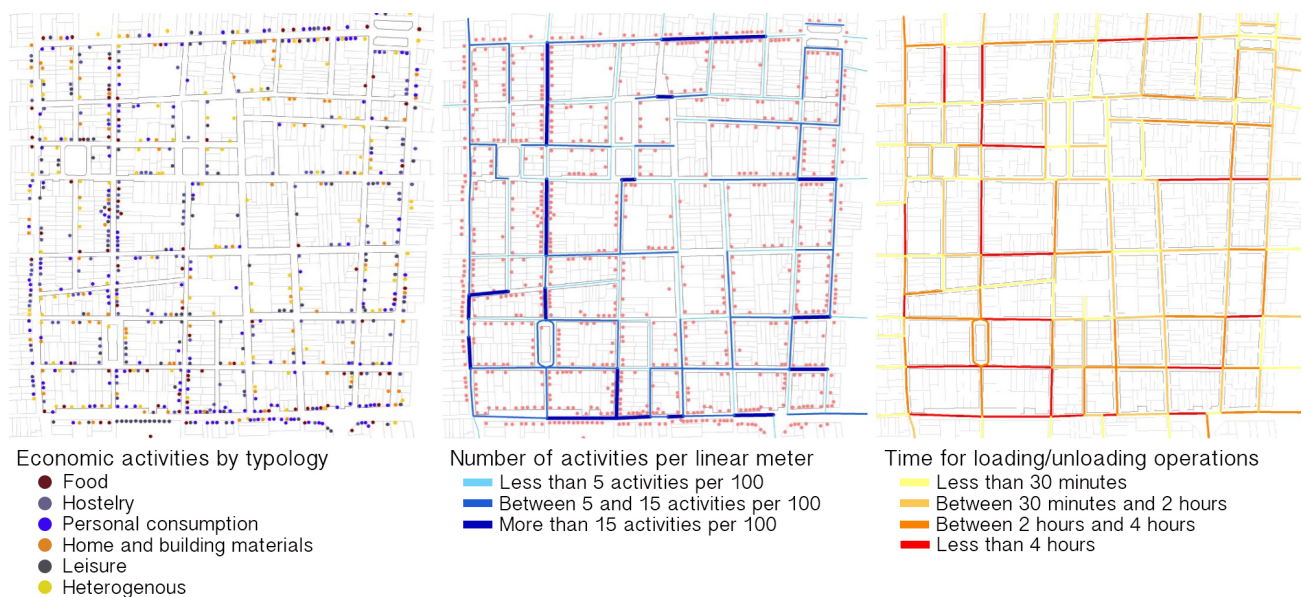 Economic activities by typology
Food
Hostelry
Personal consumption
Home and building materials
Leisure
Heterogenous
Number of activities per linear meter
Less than 5 activities per 100
Between 5 and 15 activities per 100
More than 15 activities per 100
Time for loading/unloading operations
Less than 30 minutes
Between 30 minutes and 2 hours
Between 2 hours and 4 hours
Less than 4 hours